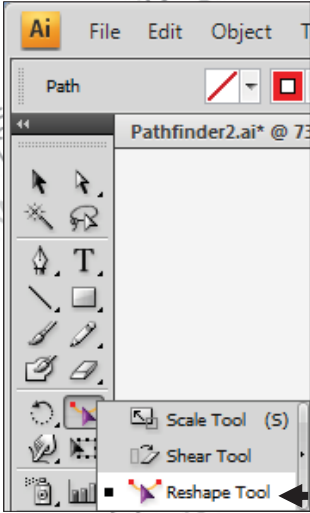 Ai File Edit Object
Path
Pathfinder2.ai* @ 73
T
Scale Tool (S)
Shear Tool
Reshape Tool